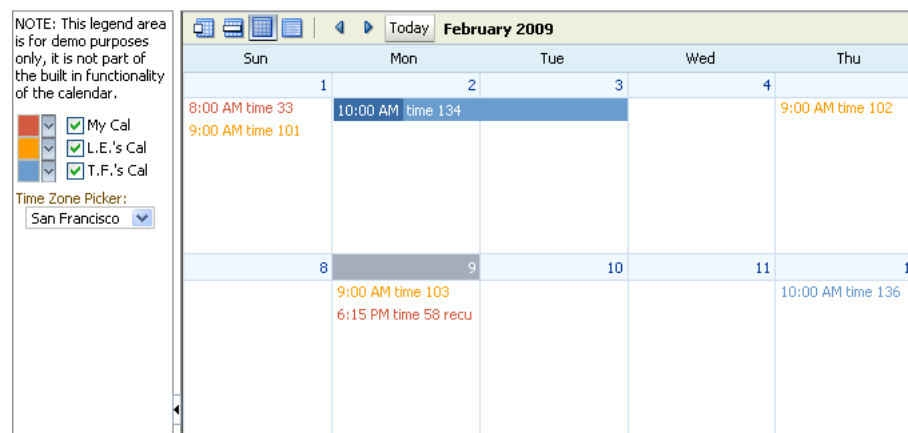 NOTE: This legend area
is for demo purposes
only, it is not part of
the built in functionality
of the calendar.
My Cal
L.E.'s Cal
T.F.'s Cal
Time Zone Picker:
San Francisco
Today February 2009
Sun Mon Tue Wed Thu
1 2 3 4
8:00 AM time 33
9:00 AM time 101
10:00 AM time 134
9:00 AM time 102
8 9 10 11 1
9:00 AM time 103
6:15 PM time 58 recu
10:00 AM time 136